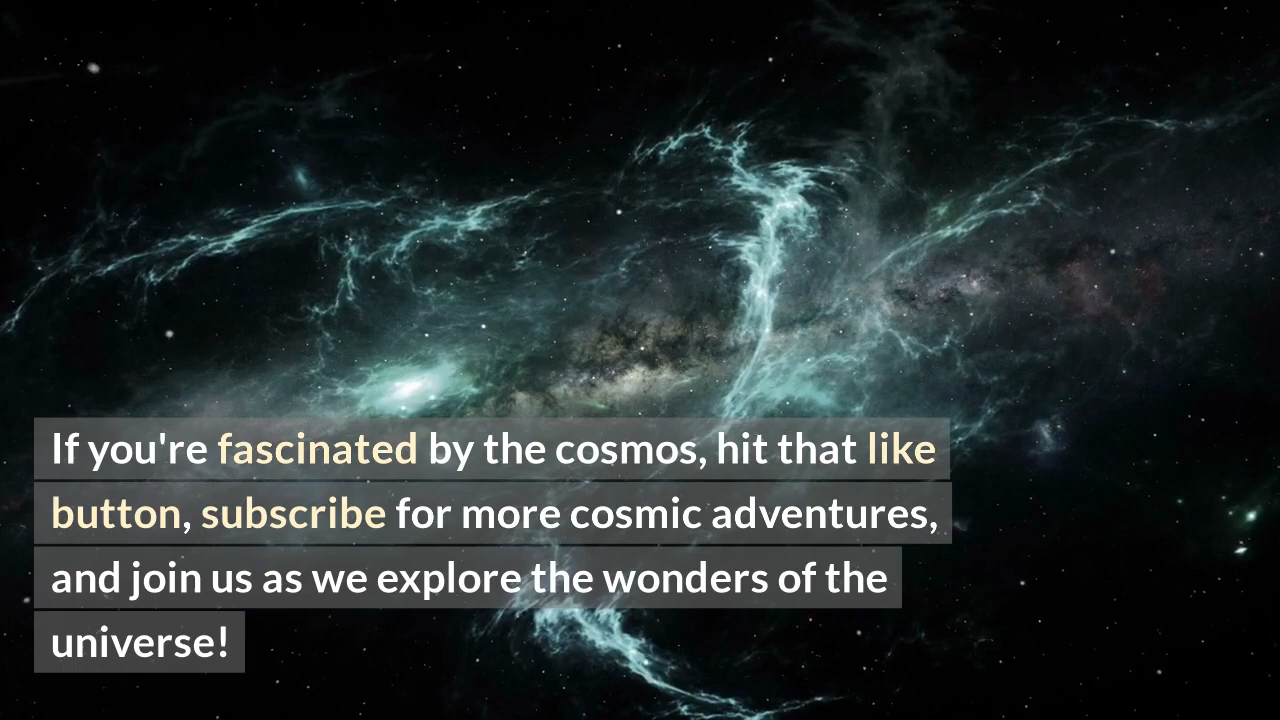 If you're fascinated by the cosmos, hit that like
button, subscribe for more cosmic adventures,
and join us as we explore the wonders of the
universe!